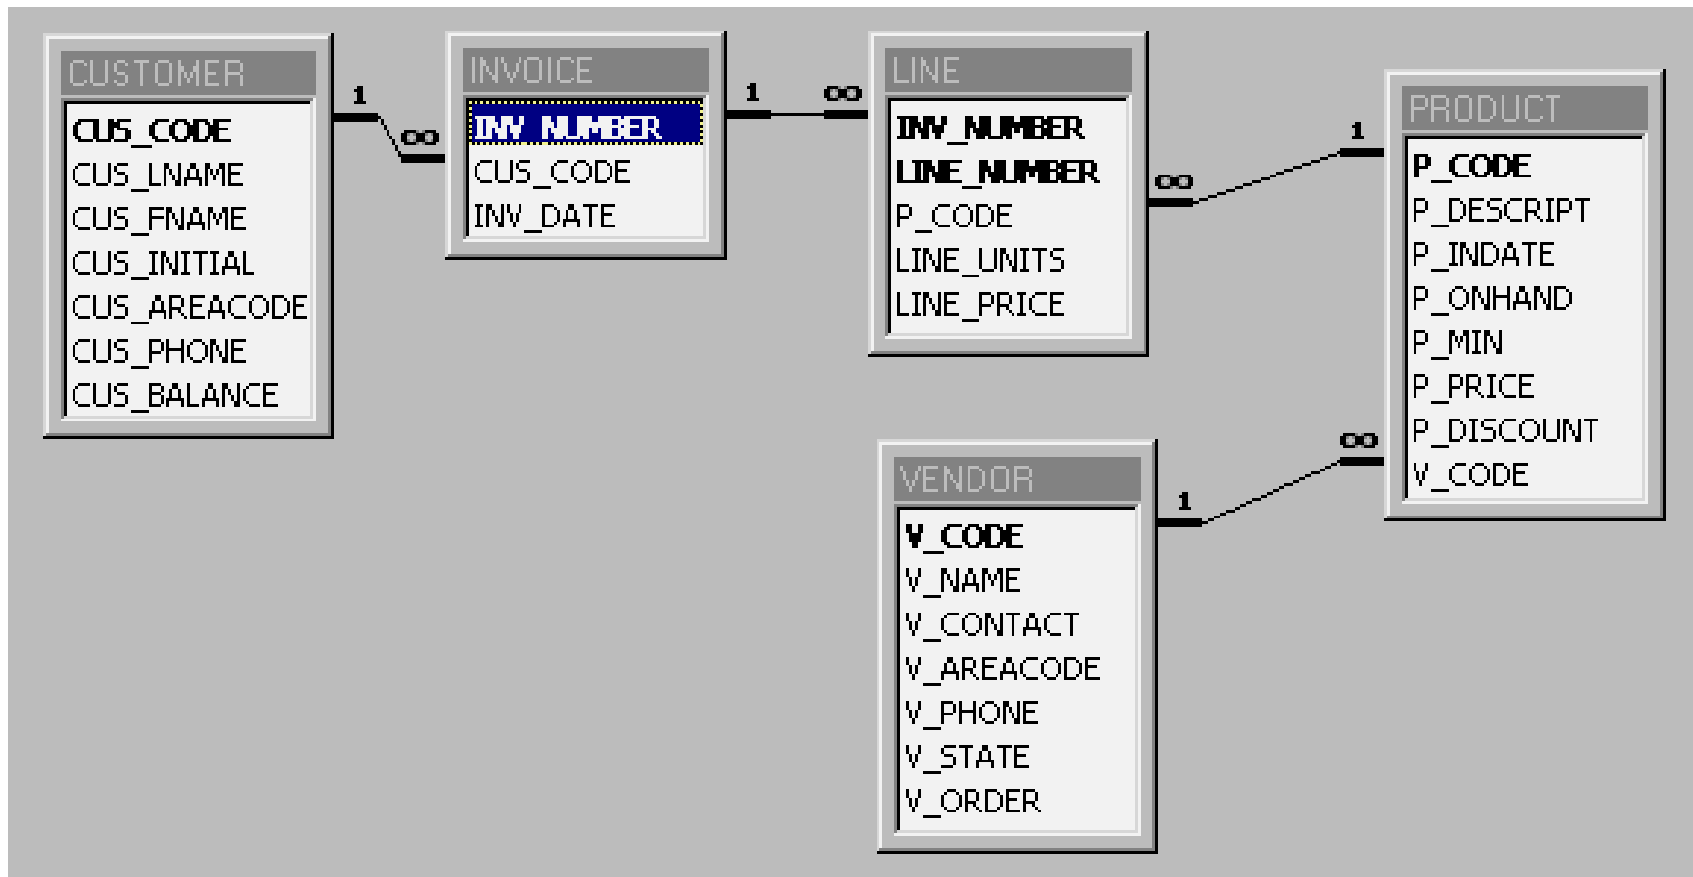 CUSTOMER
CUS_CODE
CUS_LNAME
CUS_FNAME
CUS_INITIAL
CUS_AREACODE
CUS_PHONE
CUS_BALANCE
1
∞
INVOICE
INV_NUMBER
CUS_CODE
INV_DATE
1
∞
LINE
INV_NUMBER
LINE_NUMBER
P_CODE
LINE_UNITS
LINE_PRICE
∞
1
PRODUCT
P_CODE
P_DESCRIPT
P_INDATE
P_ONHAND
P_MIN
P_PRICE
P_DISCOUNT
V_CODE
VENDOR
V_CODE
V_NAME
V_CONTACT
V_AREACODE
V_PHONE
V_STATE
V_ORDER
1
∞